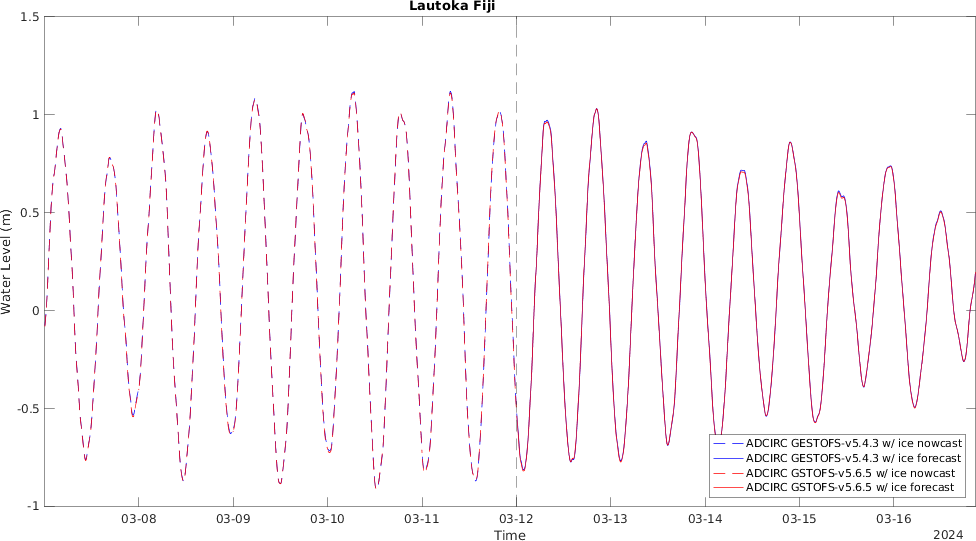 Lautoka Fiji
1.5
1
0.5
0
-0.5
-1
Water Level (m)
ADCIRC GESTOFS-v5.4.3 w/ ice nowcast
ADCIRC GESTOFS-v5.4.3 w/ ice forecast
ADCIRC GSTOFS-v5.6.5 w/ ice nowcast
ADCIRC GSTOFS-v5.6.5 w/ ice forecast
03-08 03-09 03-10 03-11 03-12 03-13 03-14 03-15 03-16
Time
2024